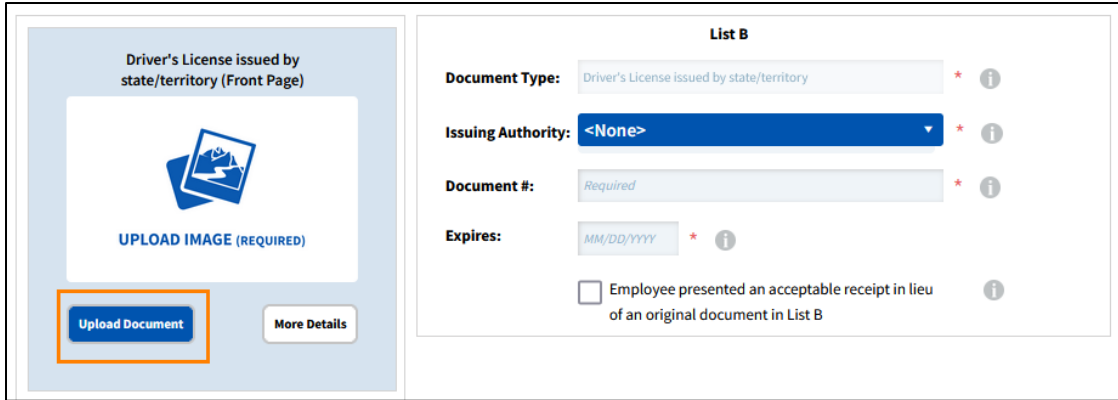 Driver's License issued by
state/territory (Front Page)
UPLOAD IMAGE (REQUIRED)
Upload Document
More Details
List B
Document Type: Driver's License issued by state/territory *
Issuing Authority: <None> *
Document #: Required *
Expires: MM/DD/YYYY *
Employee presented an acceptable receipt in lieu
of an original document in List B